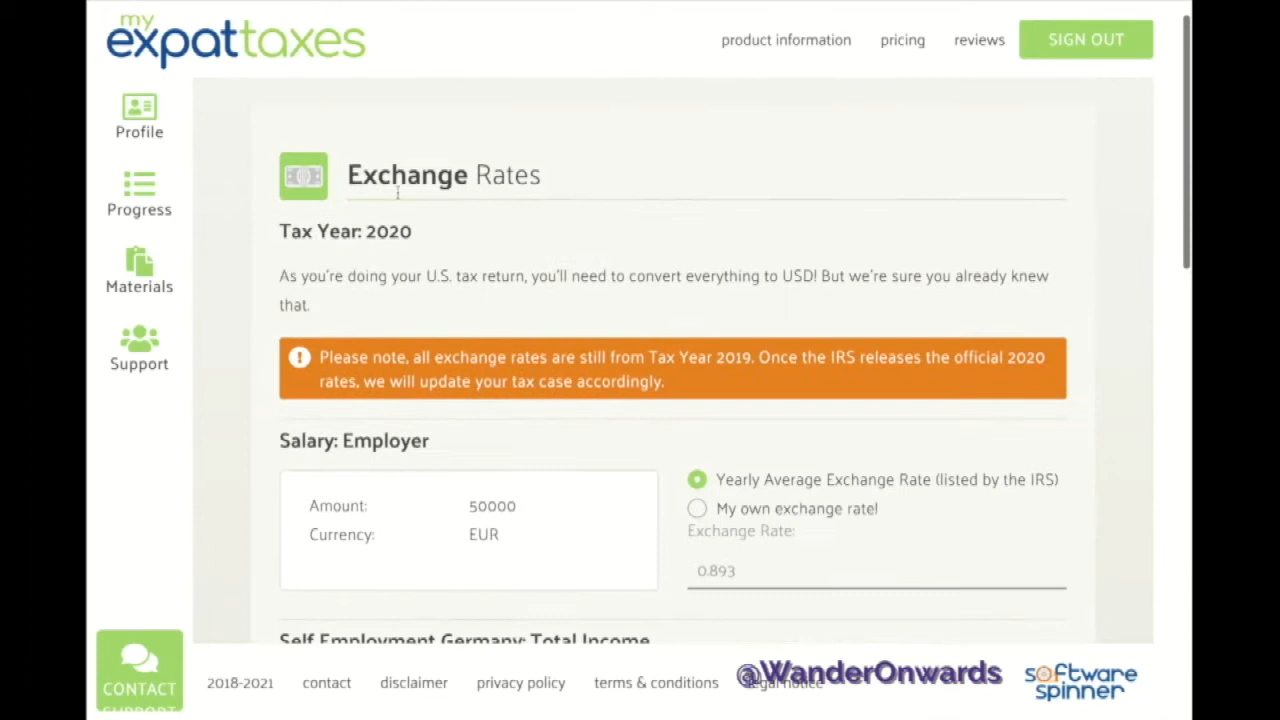 my
expattaxes
product information
pricing
reviews
SIGN OUT
Profile
Progress
Materials
Support
Exchange Rates
Tax Year: 2020
As you're doing your U.S. tax return, you'll need to convert everything to USD! But we're sure you already knew
that.
Please note, all exchange rates are still from Tax Year 2019. Once the IRS releases the official 2020
rates, we will update your tax case accordingly.
Salary: Employer
Amount: 50000
Currency: EUR
Yearly Average Exchange Rate (listed by the IRS)
My own exchange rate!
Exchange Rate:
0.893
Self Employment Germany: Total Income
CONTACT
SUPPORT
2018-2021
contact
disclaimer
privacy policy
terms & conditions
legal notice
@WanderOnwards
software
spinner